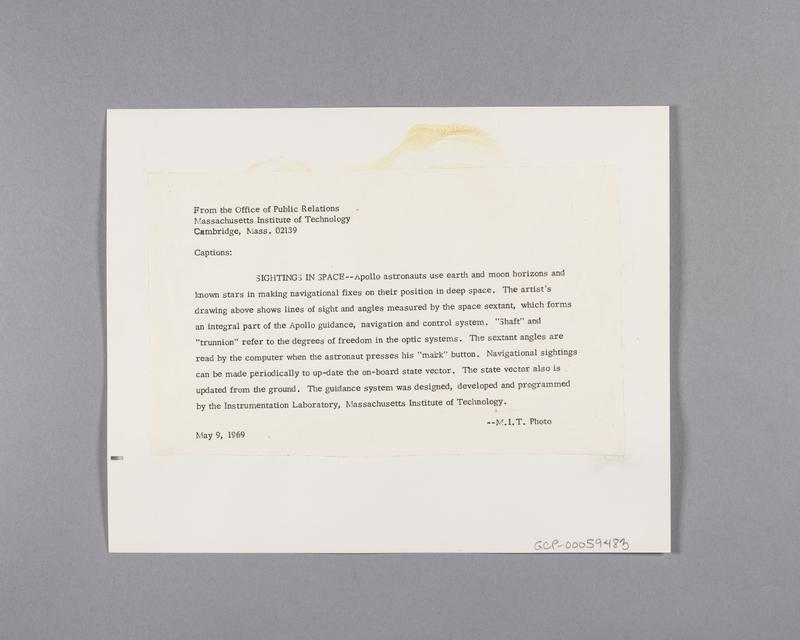 From the Office of Public Relations
Massachusetts Institute of Technology
Cambridge, Mass. 02139
Captions:
SIGHTINGS IN SPACE--Apollo astronauts use earth and moon horizons and
known stars in making navigational fixes on their position in deep space. The artist's
drawing above shows lines of sight and angles measured by the space sextant, which forms
an integral part of the Apollo guidance, navigation and control system. "Shaft" and
"trunnion" refer to the degrees of freedom in the optic systems. The sextant angles are
read by the computer when the astronaut presses his "mark" button. Navigational sightings
can be made periodically to up-date the on-board state vector. The state vector also is
updated from the ground. The guidance system was designed, developed and programmed
by the Instrumentation Laboratory, Massachusetts Institute of Technology.
--M.I.T. Photo
May 9, 1969
GCP-00059483